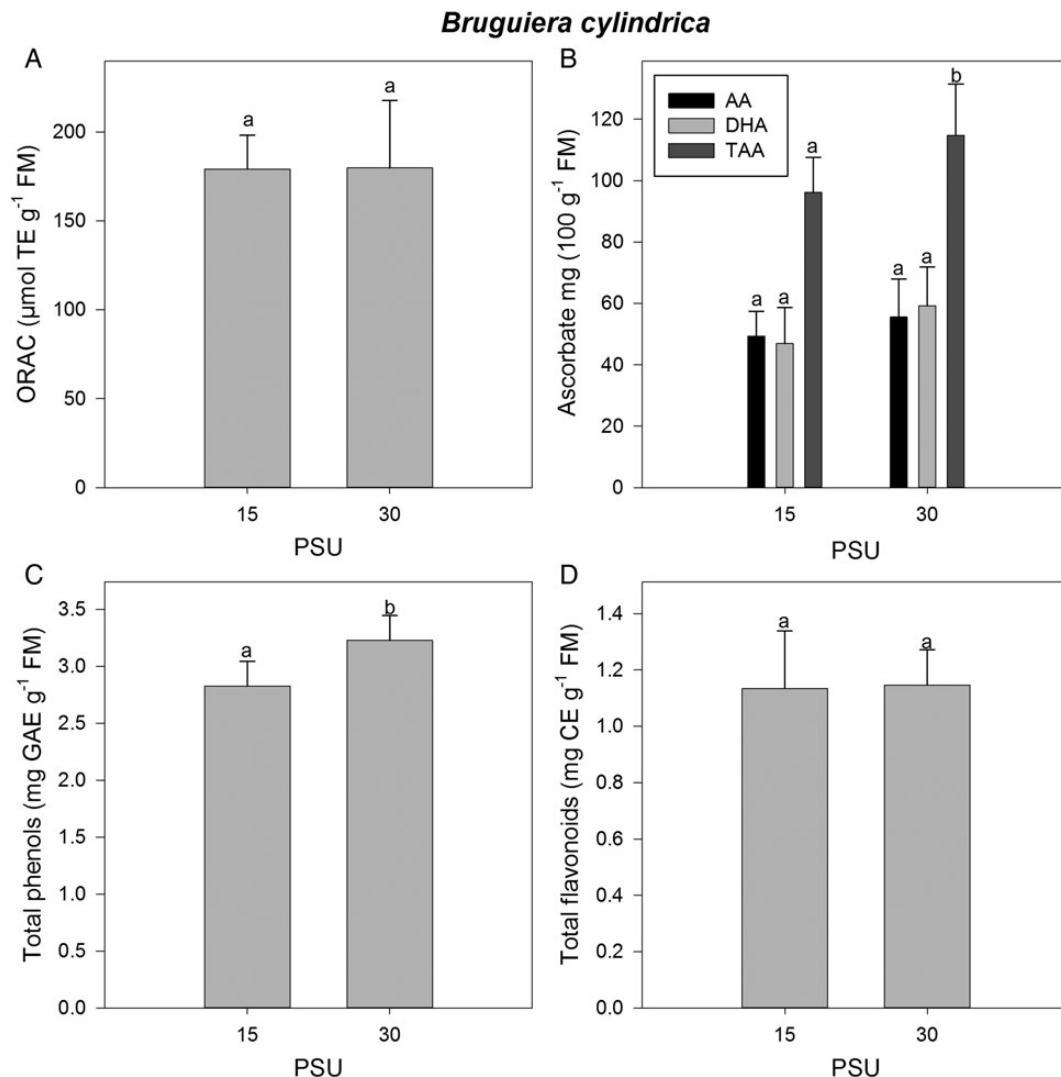 Bruguiera cylindrica
A
ORAC (µmol TE g⁻¹ FM)
200
150
100
50
0
a
a
15
30
PSU
B
AA
DHA
TAA
Ascorbate mg (100 g⁻¹ FM)
120
100
80
60
40
20
0
a
a
a
a
a
b
15
30
PSU
C
Total phenols (mg GAE g⁻¹ FM)
3.5
3.0
2.5
2.0
1.5
1.0
0.5
0.0
a
b
15
30
PSU
D
Total flavonoids (mg CE g⁻¹ FM)
1.4
1.2
1.0
0.8
0.6
0.4
0.2
0.0
a
a
15
30
PSU